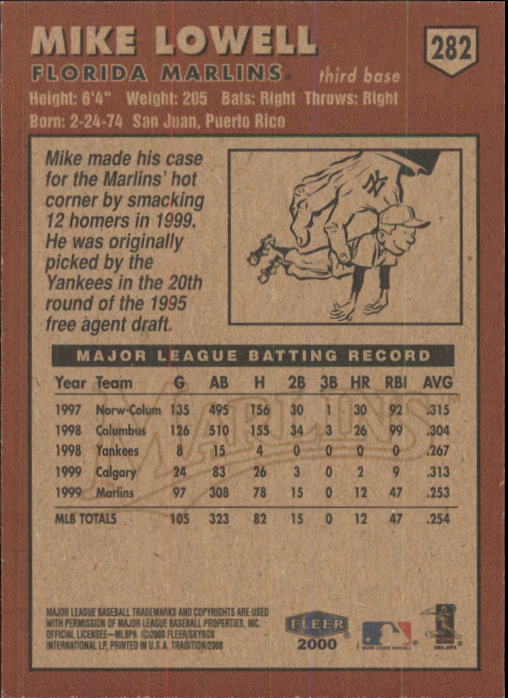 MIKE LOWELL
282
FLORIDA MARLINS® third base
Height: 6'4" Weight: 205 Bats: Right Throws: Right
Born: 2-24-74 San Juan, Puerto Rico
Mike made his case
for the Marlins' hot
corner by smacking
12 homers in 1999.
He was originally
picked by the
Yankees in the 20th
round of the 1995
free agent draft.
NY
MAJOR LEAGUE BATTING RECORD
Year Team G AB H 2B 3B HR RBI AVG
1997 Norw-Colum 135 495 156 30 1 30 92 .315
1998 Columbus 126 510 155 34 3 26 99 .304
1998 Yankees 8 15 4 0 0 0 0 .267
1999 Calgary 24 83 26 3 0 2 9 .313
1999 Marlins 97 308 78 15 0 12 47 .253
MLB TOTALS 105 323 82 15 0 12 47 .254
MARLINS
MAJOR LEAGUE BASEBALL TRADEMARKS AND COPYRIGHTS ARE USED
WITH PERMISSION OF MAJOR LEAGUE BASEBALL PROPERTIES, INC.
OFFICIAL LICENSEE—MLBPA ©2000 FLEER/SKYBOX
INTERNATIONAL LP, PRINTED IN U.S.A. TRADITION/2000
FLEER
2000